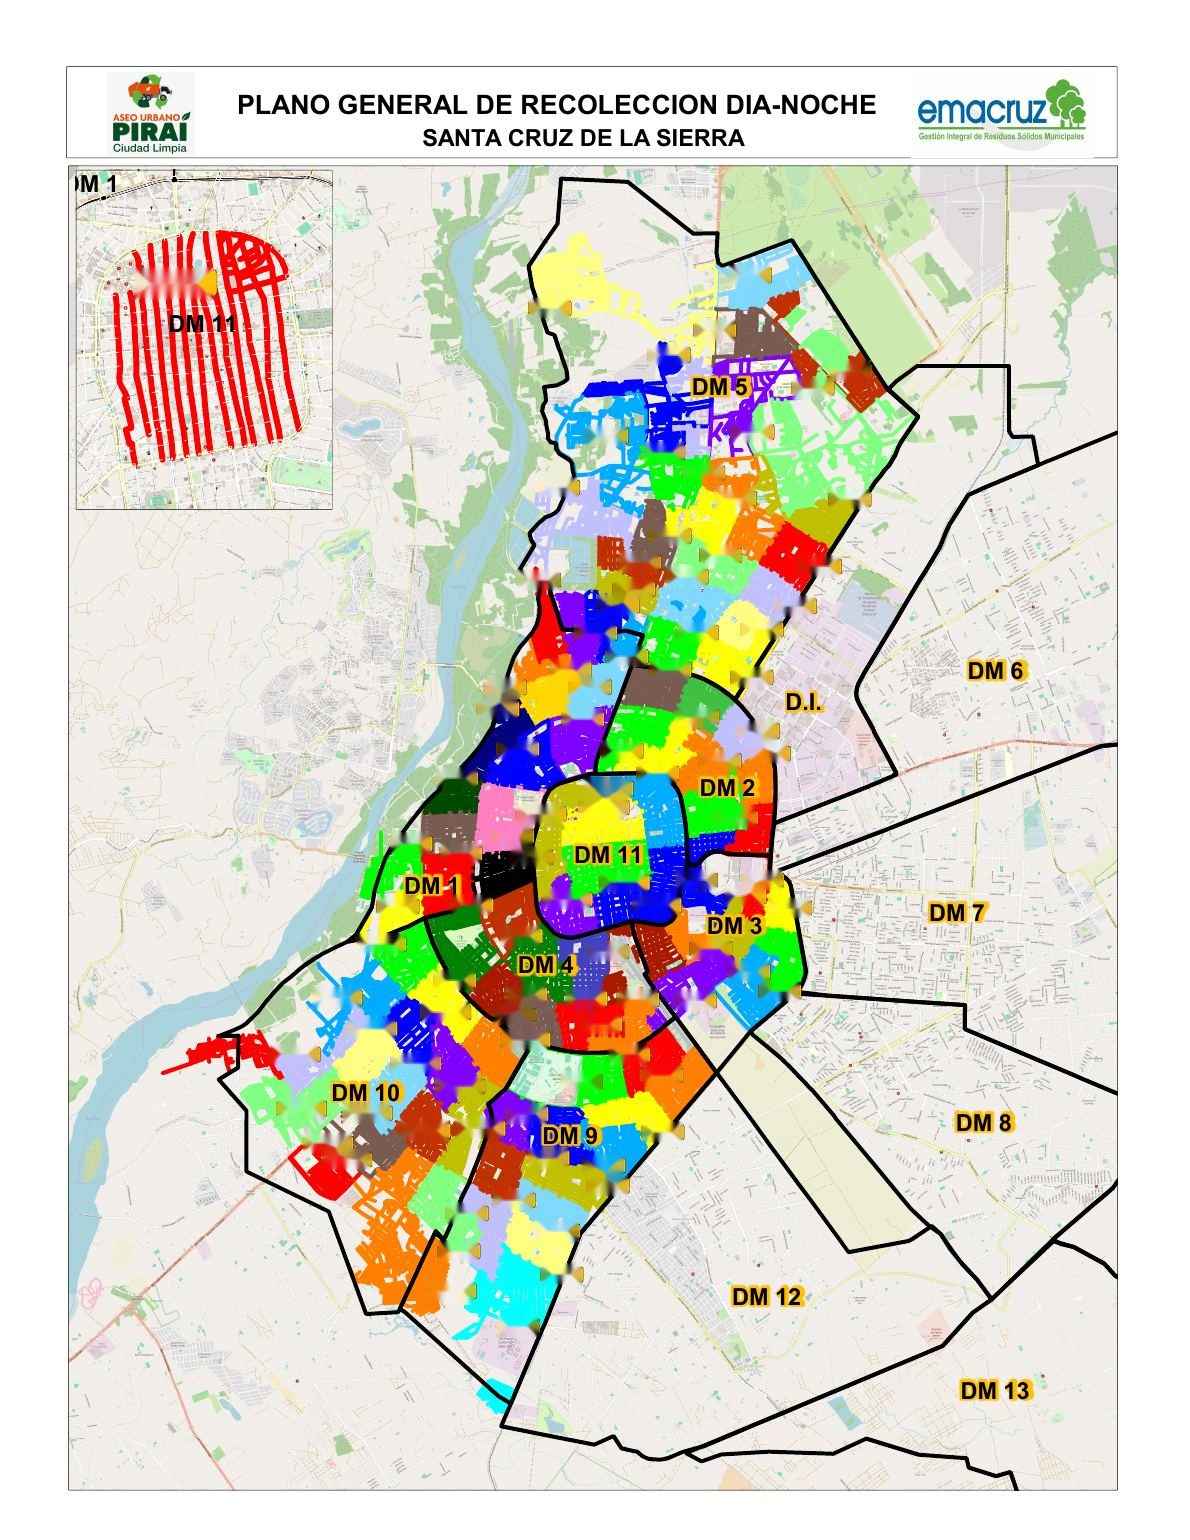 ASEO URBANO
PIRAÍ
Ciudad Limpia
PLANO GENERAL DE RECOLECCION DIA-NOCHE
SANTA CRUZ DE LA SIERRA
emacruz
Gestión Integral de Residuos Sólidos Municipales
DM 1
DM 11
DM 5
DM 6
D.I.
DM 2
DM 11
DM 1
DM 7
DM 3
DM 4
DM 10
DM 8
DM 9
DM 12
DM 13